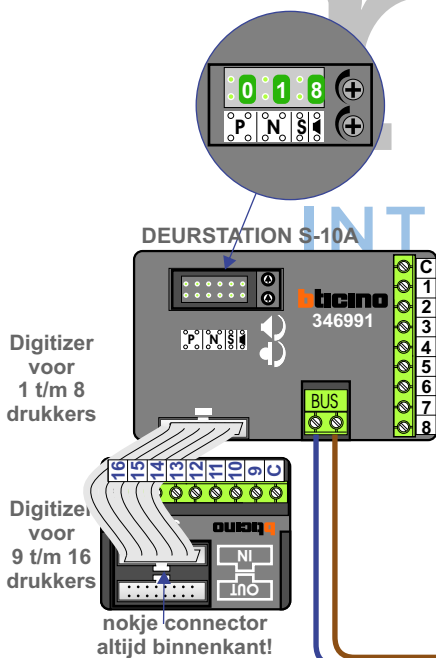 0 1 8
P N S
INT
DEURSTATION S-10A
bticino
346991
C
1
2
3
4
5
6
7
8
P N S
BUS
Digitizer
voor
1 t/m 8
drukkers
16 15 14 13 12 11 10 9 C
bticino
IN
OUT
Digitizer
voor
9 t/m 16
drukkers
nokje connector
altijd binnenkant!